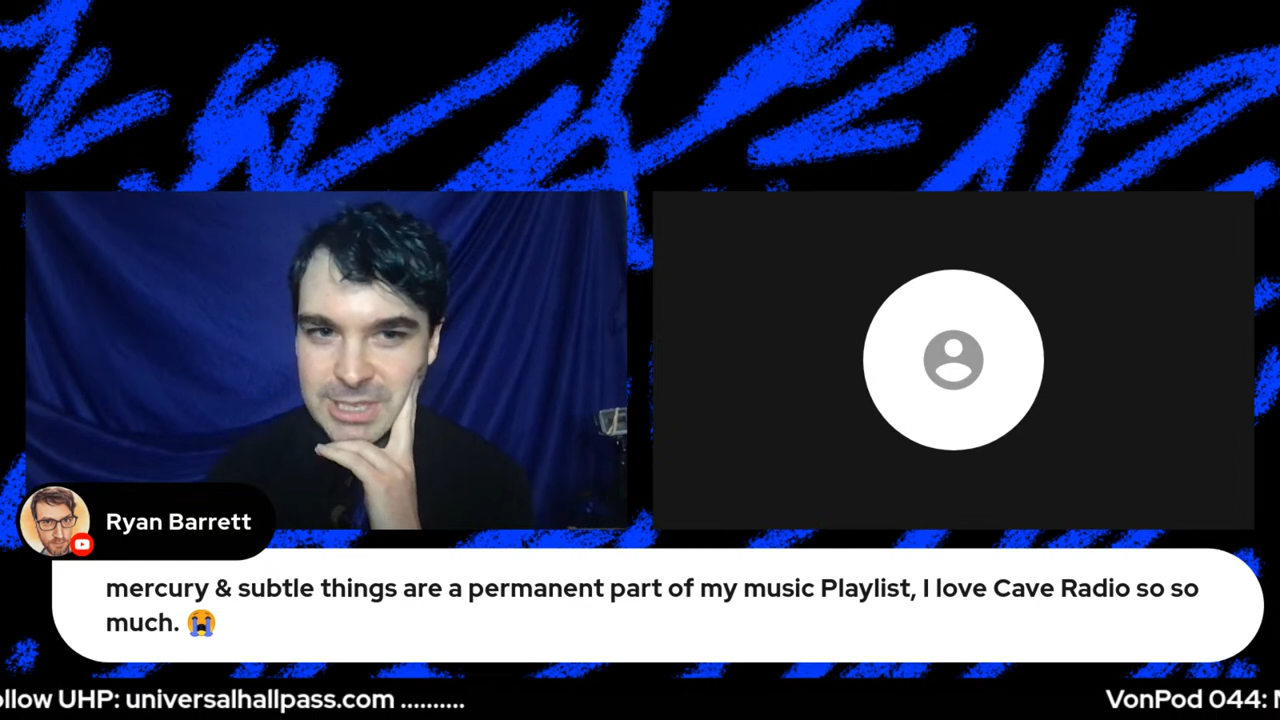 Ryan Barrett
mercury & subtle things are a permanent part of my music Playlist, I love Cave Radio so so
much. 😭
ollow UHP: universalhallpass.com ..........
VonPod 044: